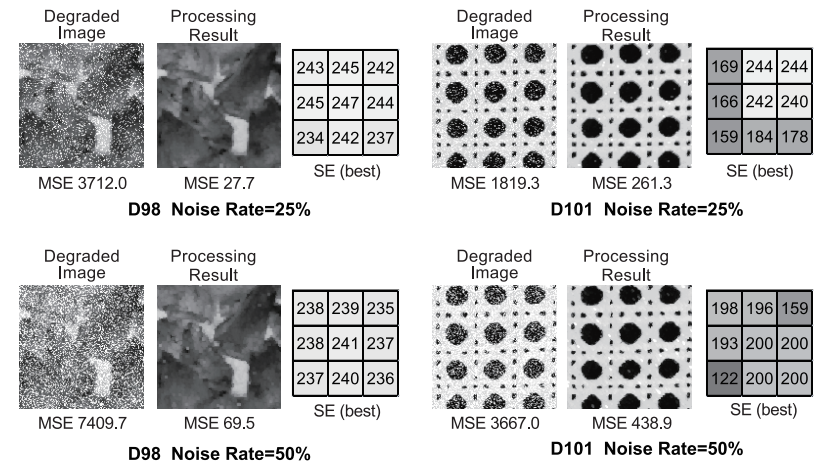 Degraded
Image
Processing
Result
243 245 242
245 247 244
234 242 237
SE (best)
MSE 3712.0
MSE 27.7
D98 Noise Rate=25%
Degraded
Image
Processing
Result
169 244 244
166 242 240
159 184 178
SE (best)
MSE 1819.3
MSE 261.3
D101 Noise Rate=25%
Degraded
Image
Processing
Result
238 239 235
238 241 237
237 240 236
SE (best)
MSE 7409.7
MSE 69.5
D98 Noise Rate=50%
Degraded
Image
Processing
Result
198 196 159
193 200 200
122 200 200
SE (best)
MSE 3667.0
MSE 438.9
D101 Noise Rate=50%